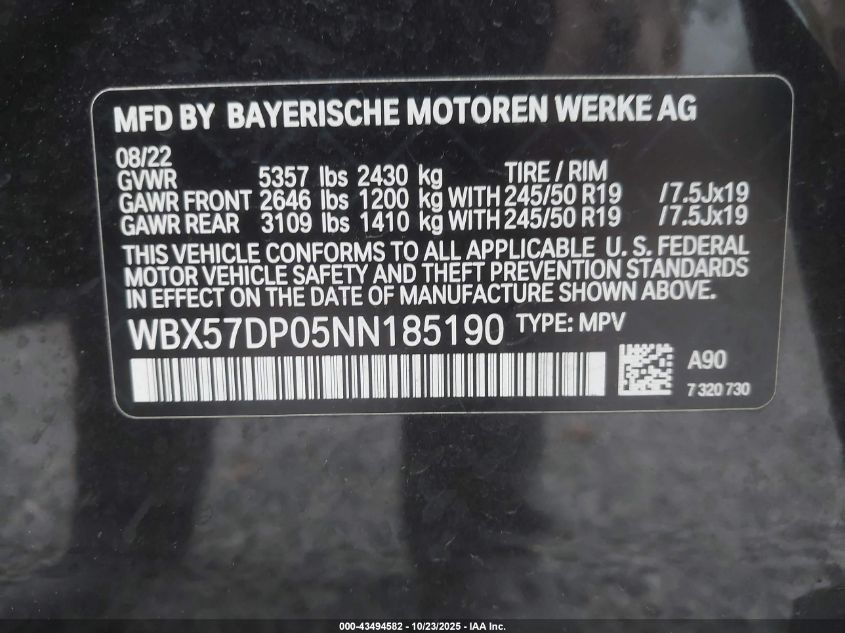 MFD BY BAYERISCHE MOTOREN WERKE AG
08/22
GVWR 5357 lbs 2430 kg TIRE / RIM
GAWR FRONT 2646 lbs 1200 kg WITH 245/50 R19 /7.5Jx19
GAWR REAR 3109 lbs 1410 kg WITH 245/50 R19 /7.5Jx19
THIS VEHICLE CONFORMS TO ALL APPLICABLE U. S. FEDERAL
MOTOR VEHICLE SAFETY AND THEFT PREVENTION STANDARDS
IN EFFECT ON THE DATE OF MANUFACTURE SHOWN ABOVE.
WBX57DP05NN185190 TYPE: MPV
A90
7 320 730
000-43494582 - 10/23/2025 - IAA Inc.